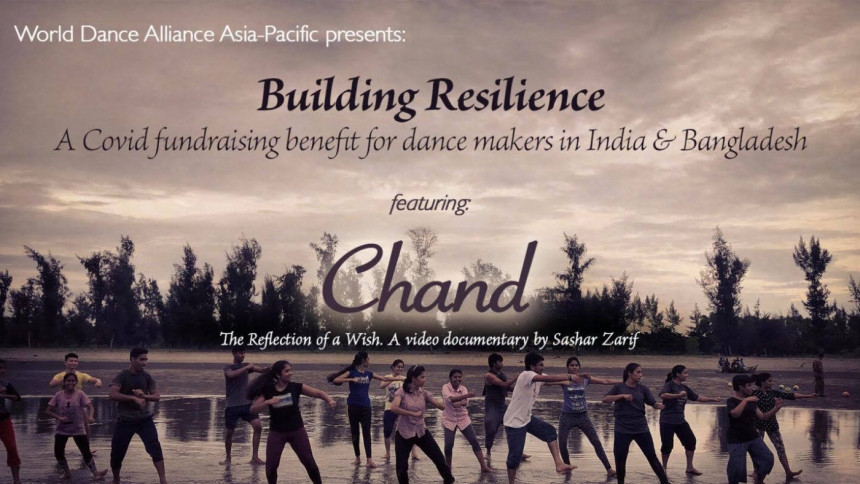 World Dance Alliance Asia-Pacific presents:
Building Resilience
A Covid fundraising benefit for dance makers in India & Bangladesh
featuring:
Chand
The Reflection of a Wish. A video documentary by Sashar Zarif